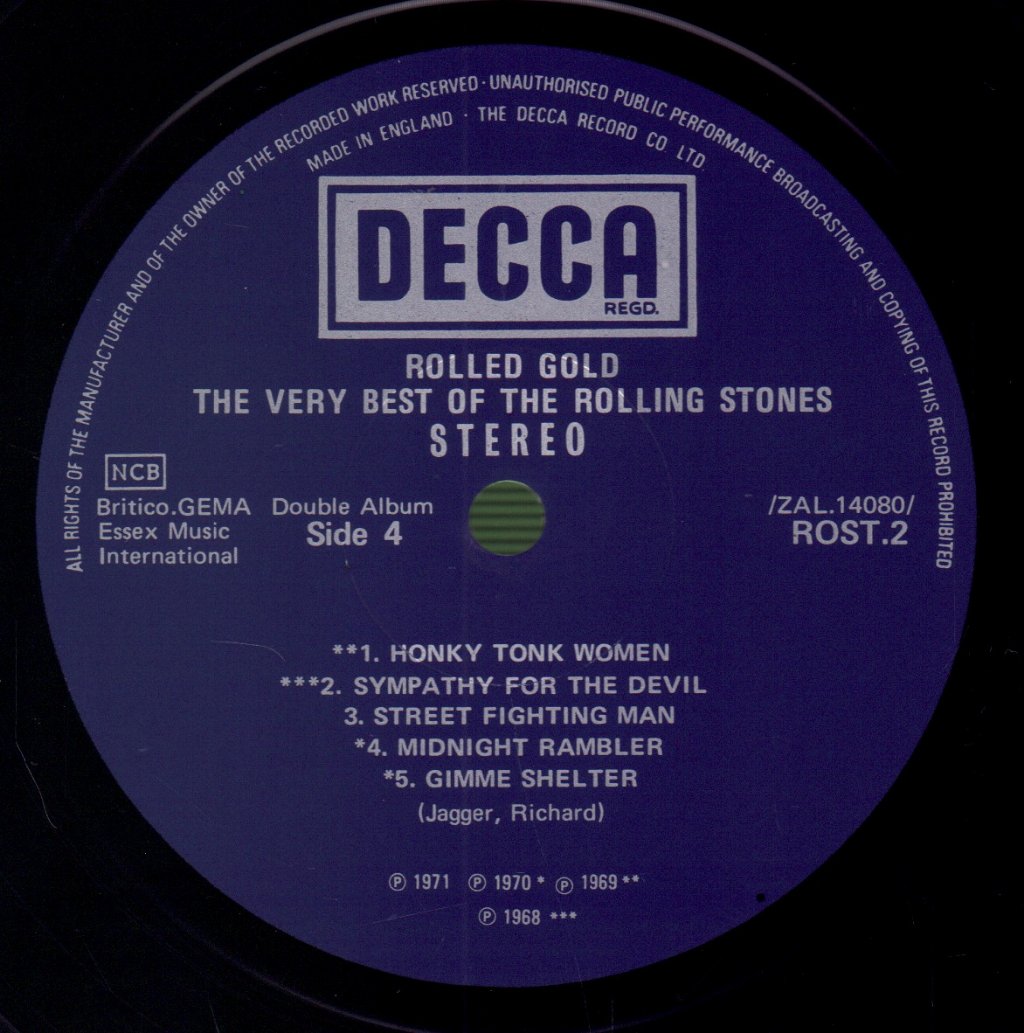 ALL RIGHTS OF THE MANUFACTURER AND OF THE OWNER OF THE RECORDED WORK RESERVED · UNAUTHORISED PUBLIC PERFORMANCE BROADCASTING AND COPYING OF THIS RECORD PROHIBITED
MADE IN ENGLAND · THE DECCA RECORD CO LTD
DECCA
REGD.
ROLLED GOLD
THE VERY BEST OF THE ROLLING STONES
STEREO
NCB
Britico.GEMA Double Album /ZAL.14080/
Essex Music Side 4 ROST.2
International
**1. HONKY TONK WOMEN
***2. SYMPATHY FOR THE DEVIL
3. STREET FIGHTING MAN
*4. MIDNIGHT RAMBLER
*5. GIMME SHELTER
(Jagger, Richard)
℗ 1971 ℗ 1970 * ℗ 1969 **
℗ 1968 ***